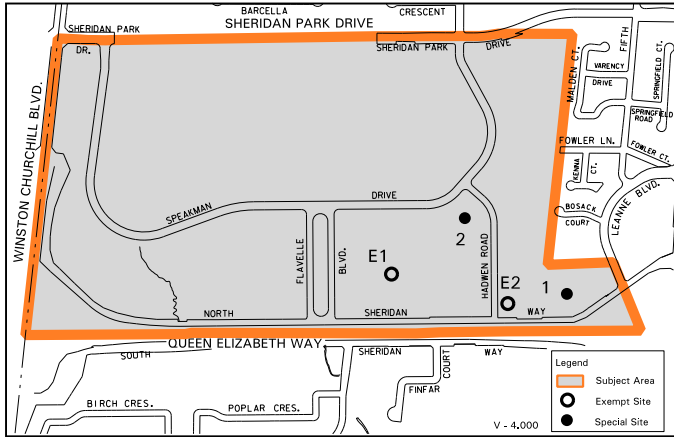 BARCELLA
CRESCENT
SHERIDAN PARK DRIVE
SHERIDAN PARK
DR.
SHERIDAN PARK
DRIVE
MALDEN CT.
FIFTH
VARENCY
DRIVE
SPRINGFIELD CT.
SPRINGFIELD
ROAD
WINSTON CHURCHILL BLVD.
FOWLER LN.
FOWLER CT.
KENNA
CT.
BOSACK
COURT
LEANNE BLVD.
SPEAKMAN
DRIVE
FLAVELLE
BLVD.
HADWEN ROAD
2
E1
E2
1
NORTH
SHERIDAN
WAY
QUEEN ELIZABETH WAY
SOUTH
SHERIDAN
WAY
COURT
FINFAR
BIRCH CRES.
POPLAR CRES.
V - 4.000
Legend
Subject Area
Exempt Site
Special Site